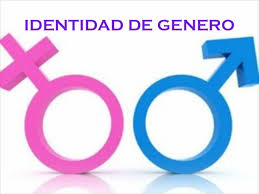 IDENTIDAD DE GENERO